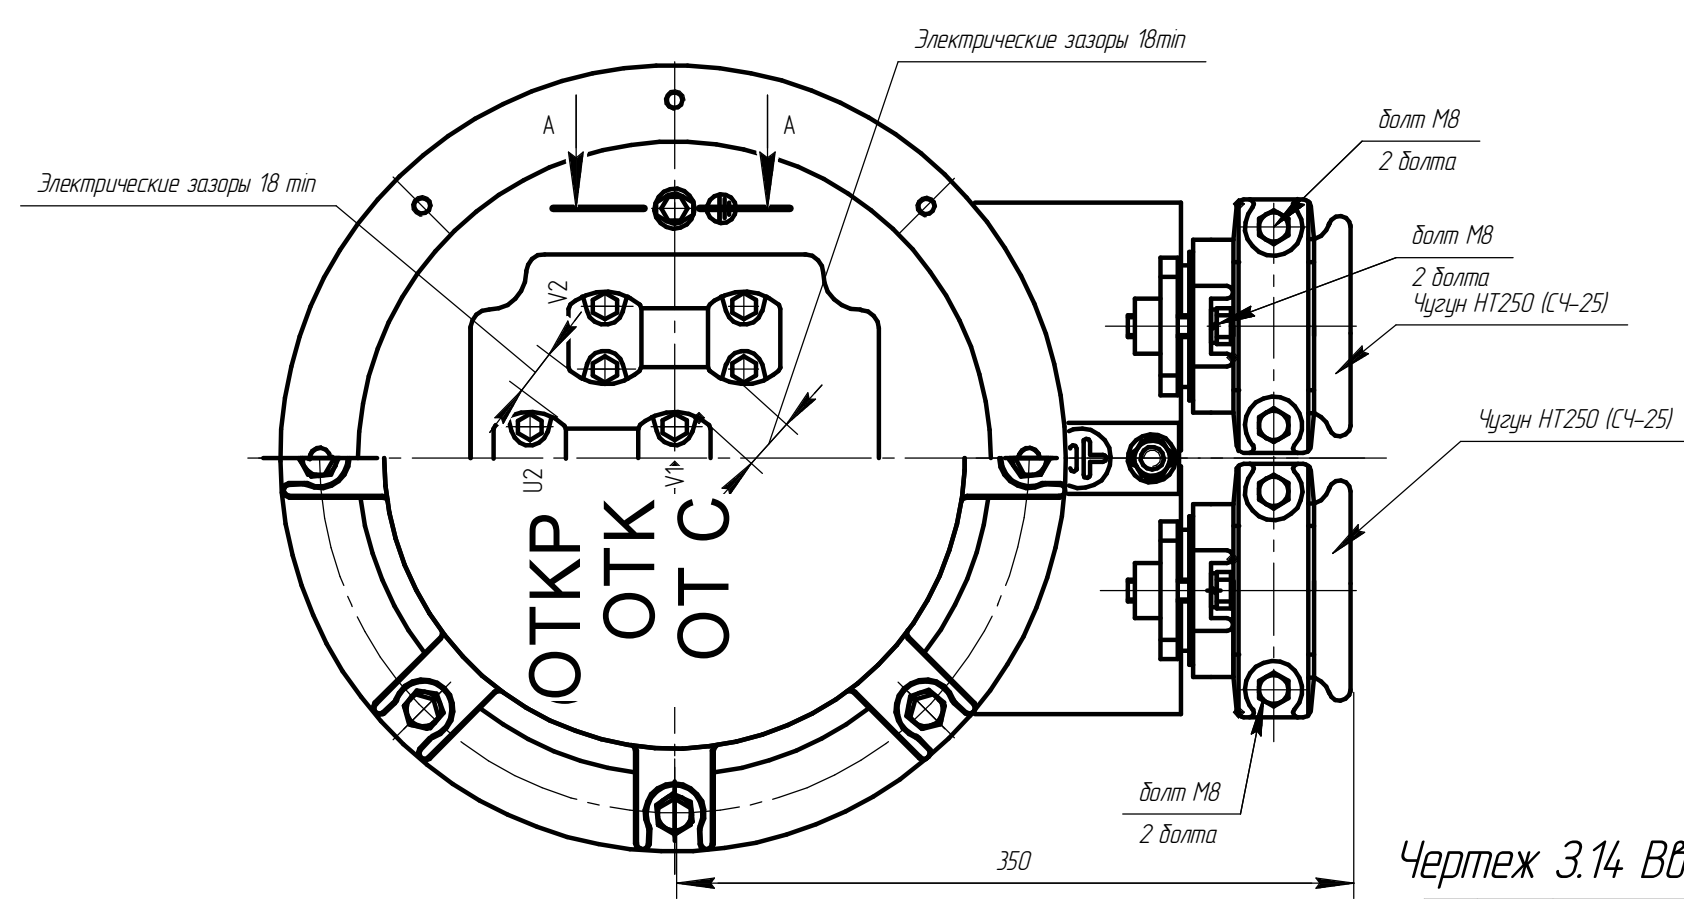 Электрические зазоры 18min
А
А
болт М8
2 болта
Электрические зазоры 18 min
болт М8
2 болта
Чугун НТ250 (СЧ-25)
V2
Чугун НТ250 (СЧ-25)
U2
V1
ОТКР
ОТК
ОТ С
болт М8
2 болта
350
Чертеж 3.14 Вв